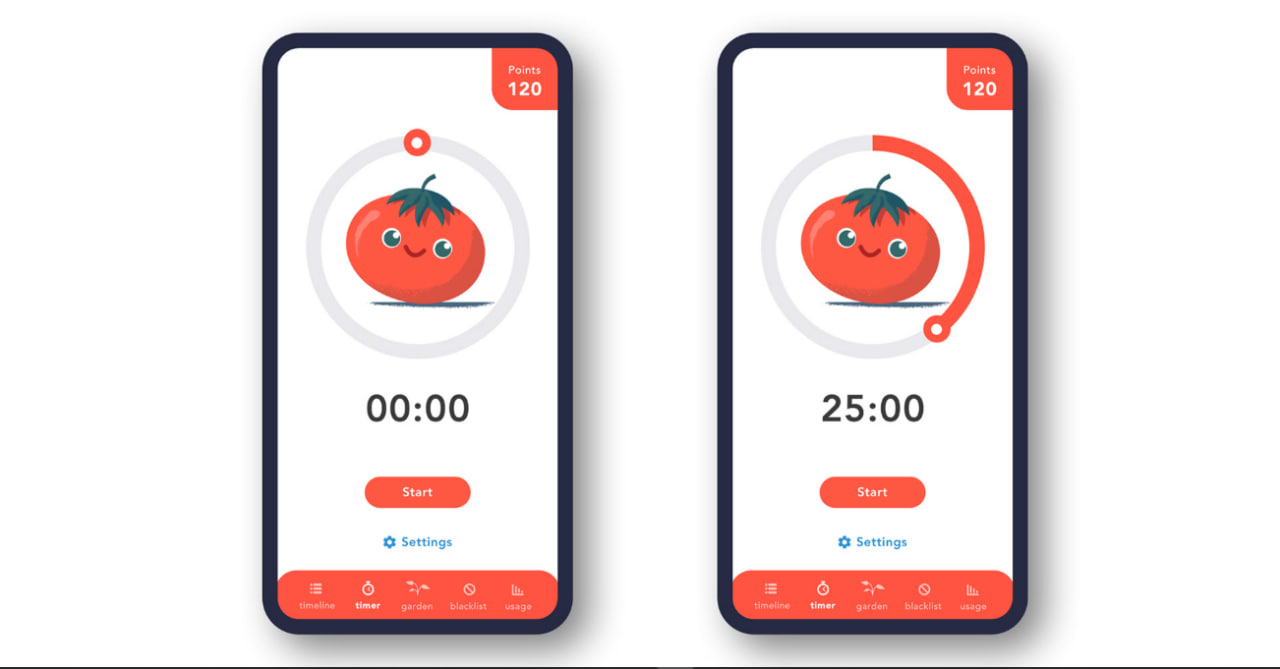 Points
120
00:00
Start
Settings
timeline timer garden blacklist usage
Points
120
25:00
Start
Settings
timeline timer garden blacklist usage